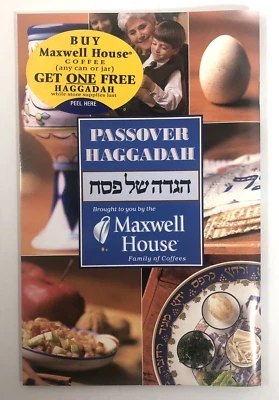 BUY
Maxwell House®
COFFEE
(any can or jar)
GET ONE FREE
HAGGADAH
while store supplies last
PEEL HERE
PASSOVER
HAGGADAH
הגדה של פסח
Brought to you by the
Maxwell
House®
Family of Coffees